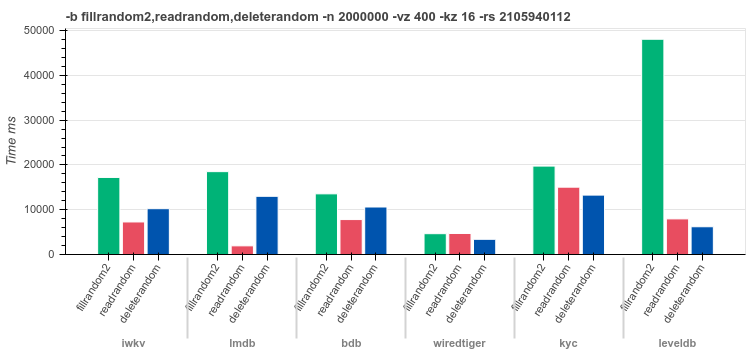 -b fillrandom2,readrandom,deleterandom -n 2000000 -vz 400 -kz 16 -rs 2105940112
Time ms
50000
40000
30000
20000
10000
0
fillrandom2 readrandom deleterandom fillrandom2 readrandom deleterandom fillrandom2 readrandom deleterandom fillrandom2 readrandom deleterandom fillrandom2 readrandom deleterandom fillrandom2 readrandom deleterandom
iwkv lmdb bdb wiredtiger kyc leveldb